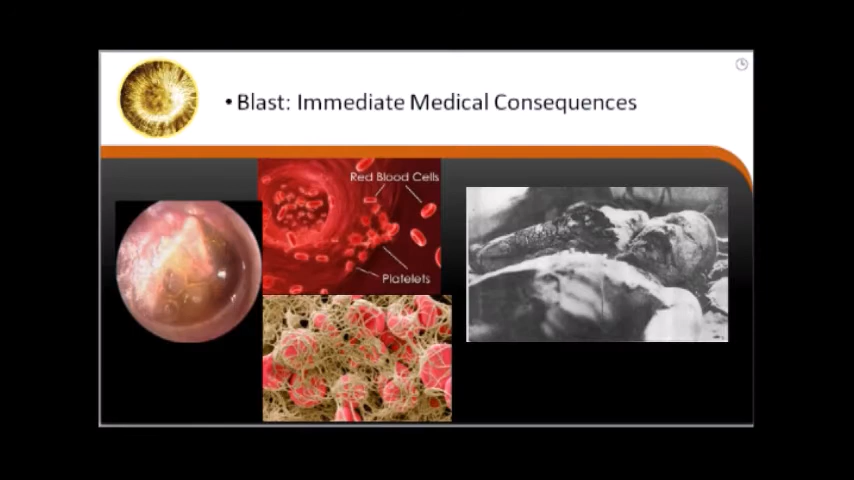 • Blast: Immediate Medical Consequences
Red Blood Cells
Platelets